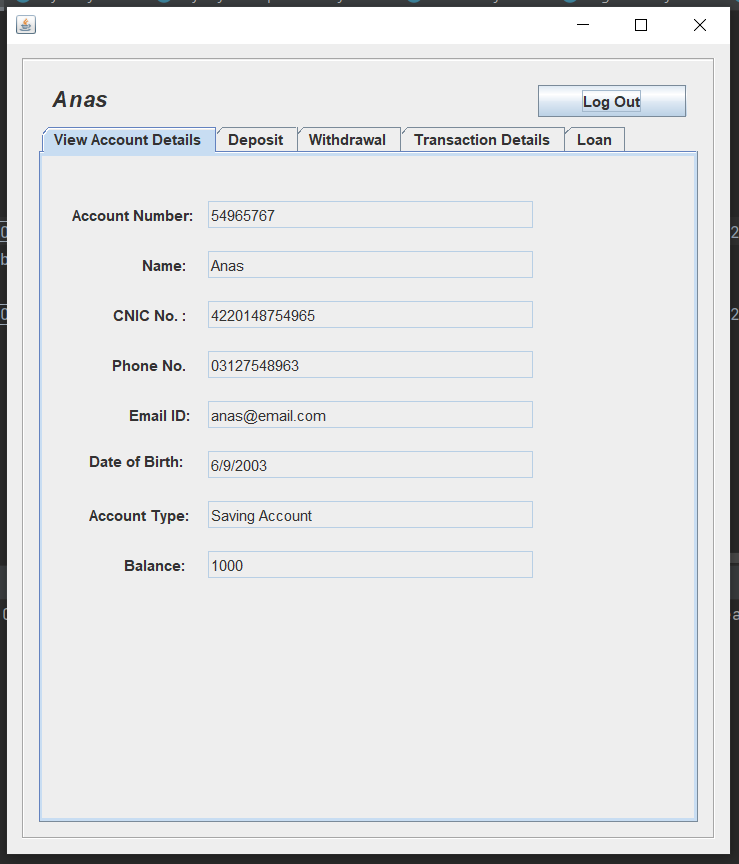 Anas
Log Out
View Account Details Deposit Withdrawal Transaction Details Loan
Account Number: 54965767
Name: Anas
CNIC No. : 4220148754965
Phone No. 03127548963
Email ID: anas@email.com
Date of Birth: 6/9/2003
Account Type: Saving Account
Balance: 1000